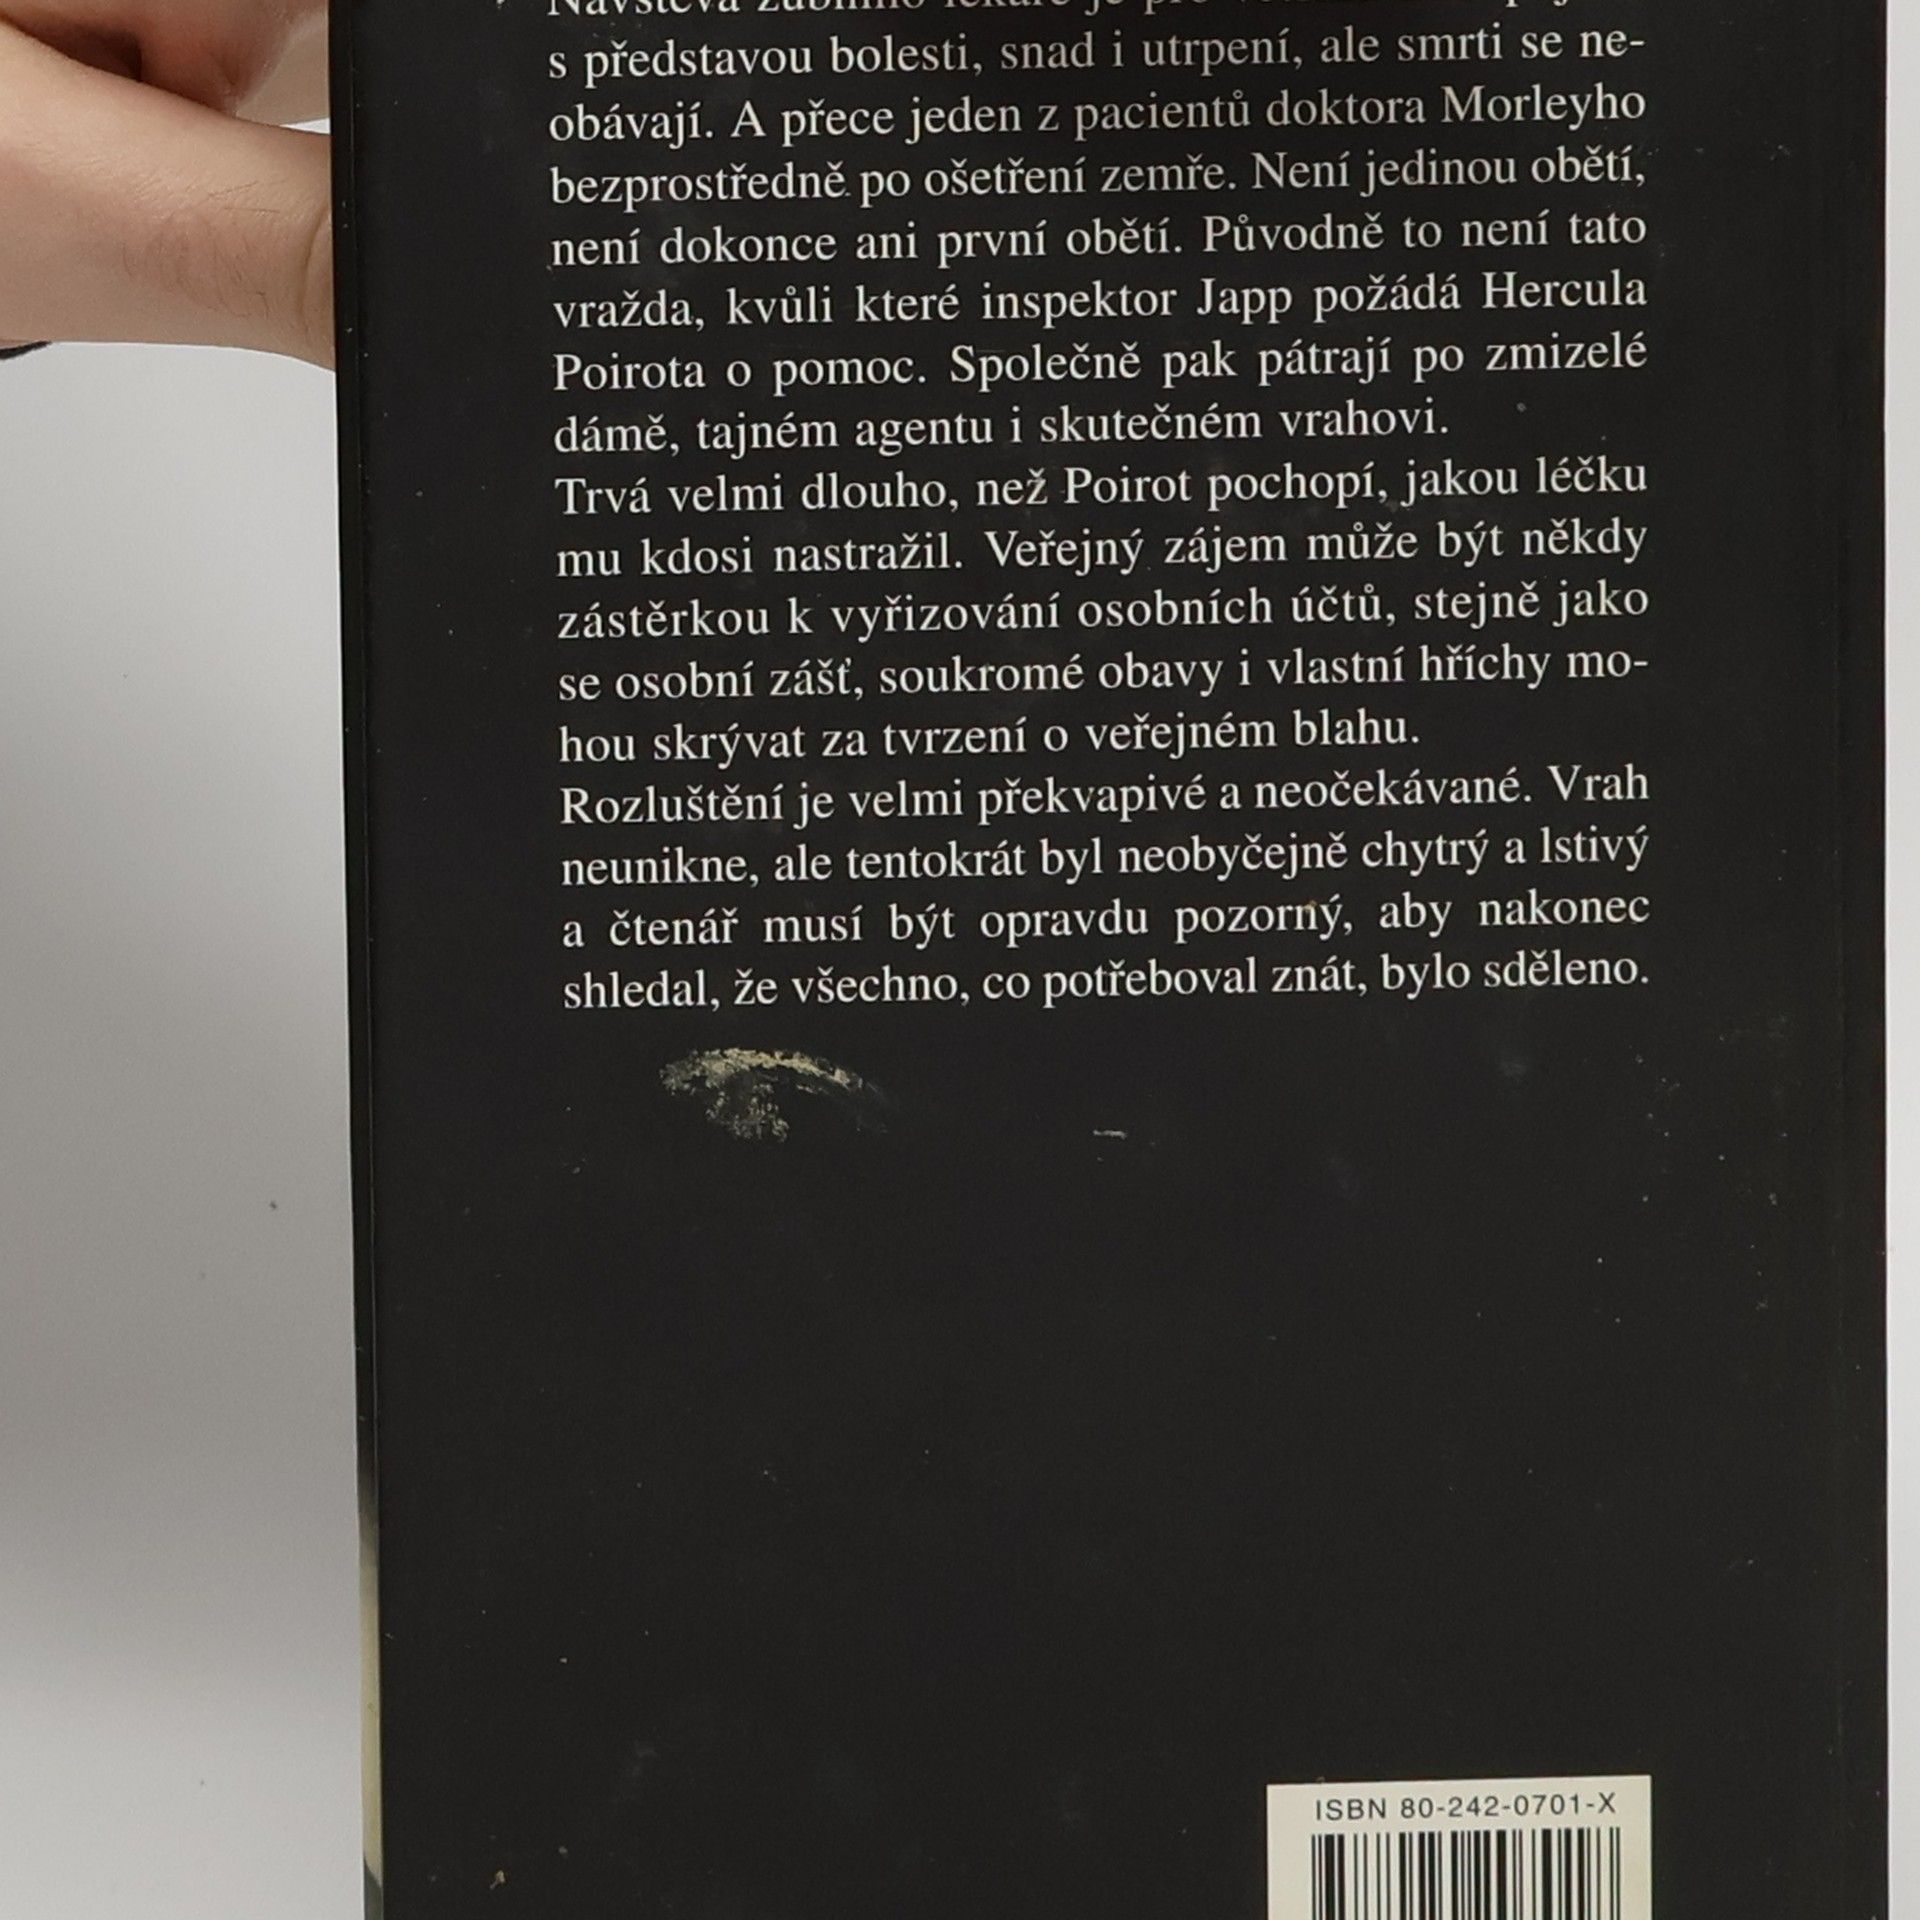 s představou bolesti, snad i utrpení, ale smrti se ne-
obávají. A přece jeden z pacientů doktora Morleyho
bezprostředně po ošetření zemře. Není jedinou obětí,
není dokonce ani první obětí. Původně to není tato
vražda, kvůli které inspektor Japp požádá Hercula
Poirota o pomoc. Společně pak pátrají po zmizelé
dámě, tajném agentu i skutečném vrahovi.
Trvá velmi dlouho, než Poirot pochopí, jakou léčku
mu kdosi nastražil. Veřejný zájem může být někdy
zástěrkou k vyřizování osobních účtů, stejně jako
se osobní zášť, soukromé obavy i vlastní hříchy mo-
hou skrývat za tvrzení o veřejném blahu.
Rozluštění je velmi překvapivé a neočekávané. Vrah
neunikne, ale tentokrát byl neobyčejně chytrý a lstivý
a čtenář musí být opravdu pozorný, aby nakonec
shledal, že všechno, co potřeboval znát, bylo sděleno.
ISBN 80-242-0701-X